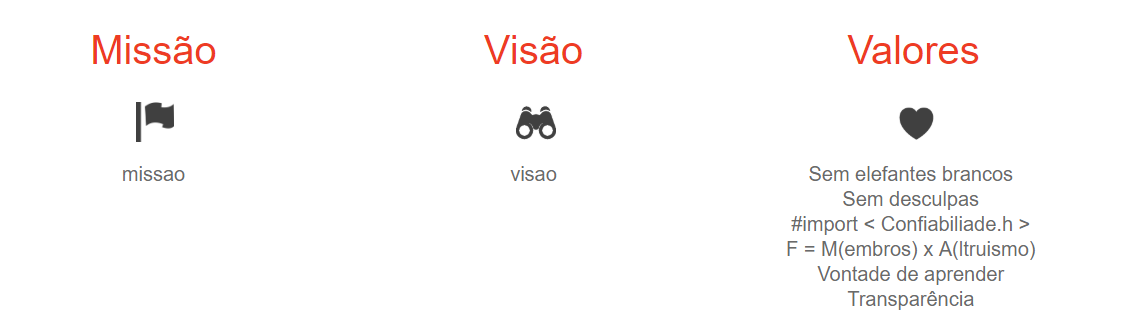 Missão
missao
Visão
visao
Valores
Sem elefantes brancos
Sem desculpas
#import < Confiabiliade.h >
F = M(embros) x A(ltruismo)
Vontade de aprender
Transparência